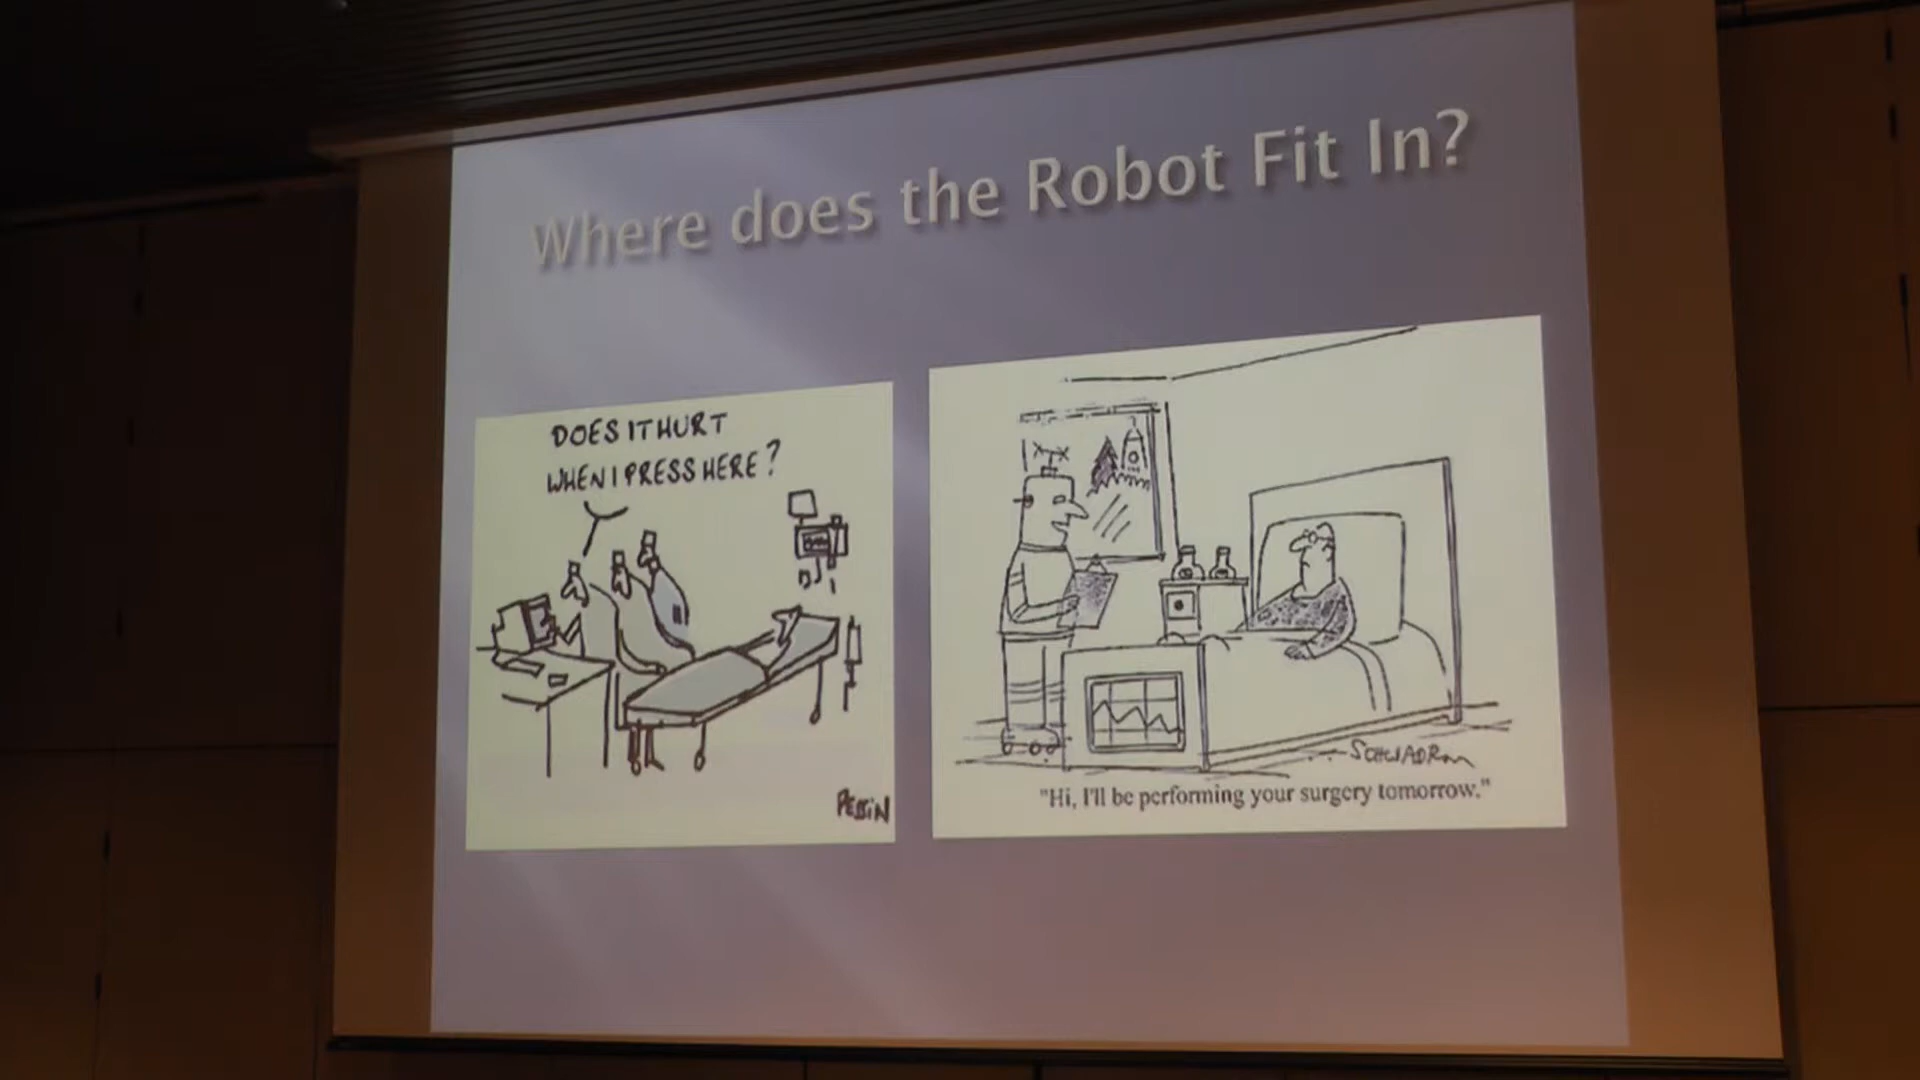 Where does the Robot Fit In?
DOES IT HURT
WHEN I PRESS HERE?
PESSIN
SCHWADRON
"Hi, I'll be performing your surgery tomorrow."